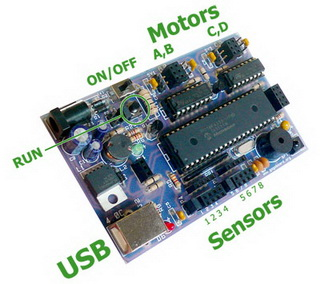 Motors
A,B
C,D
ON/OFF
RUN
USB
1234
5678
Sensors